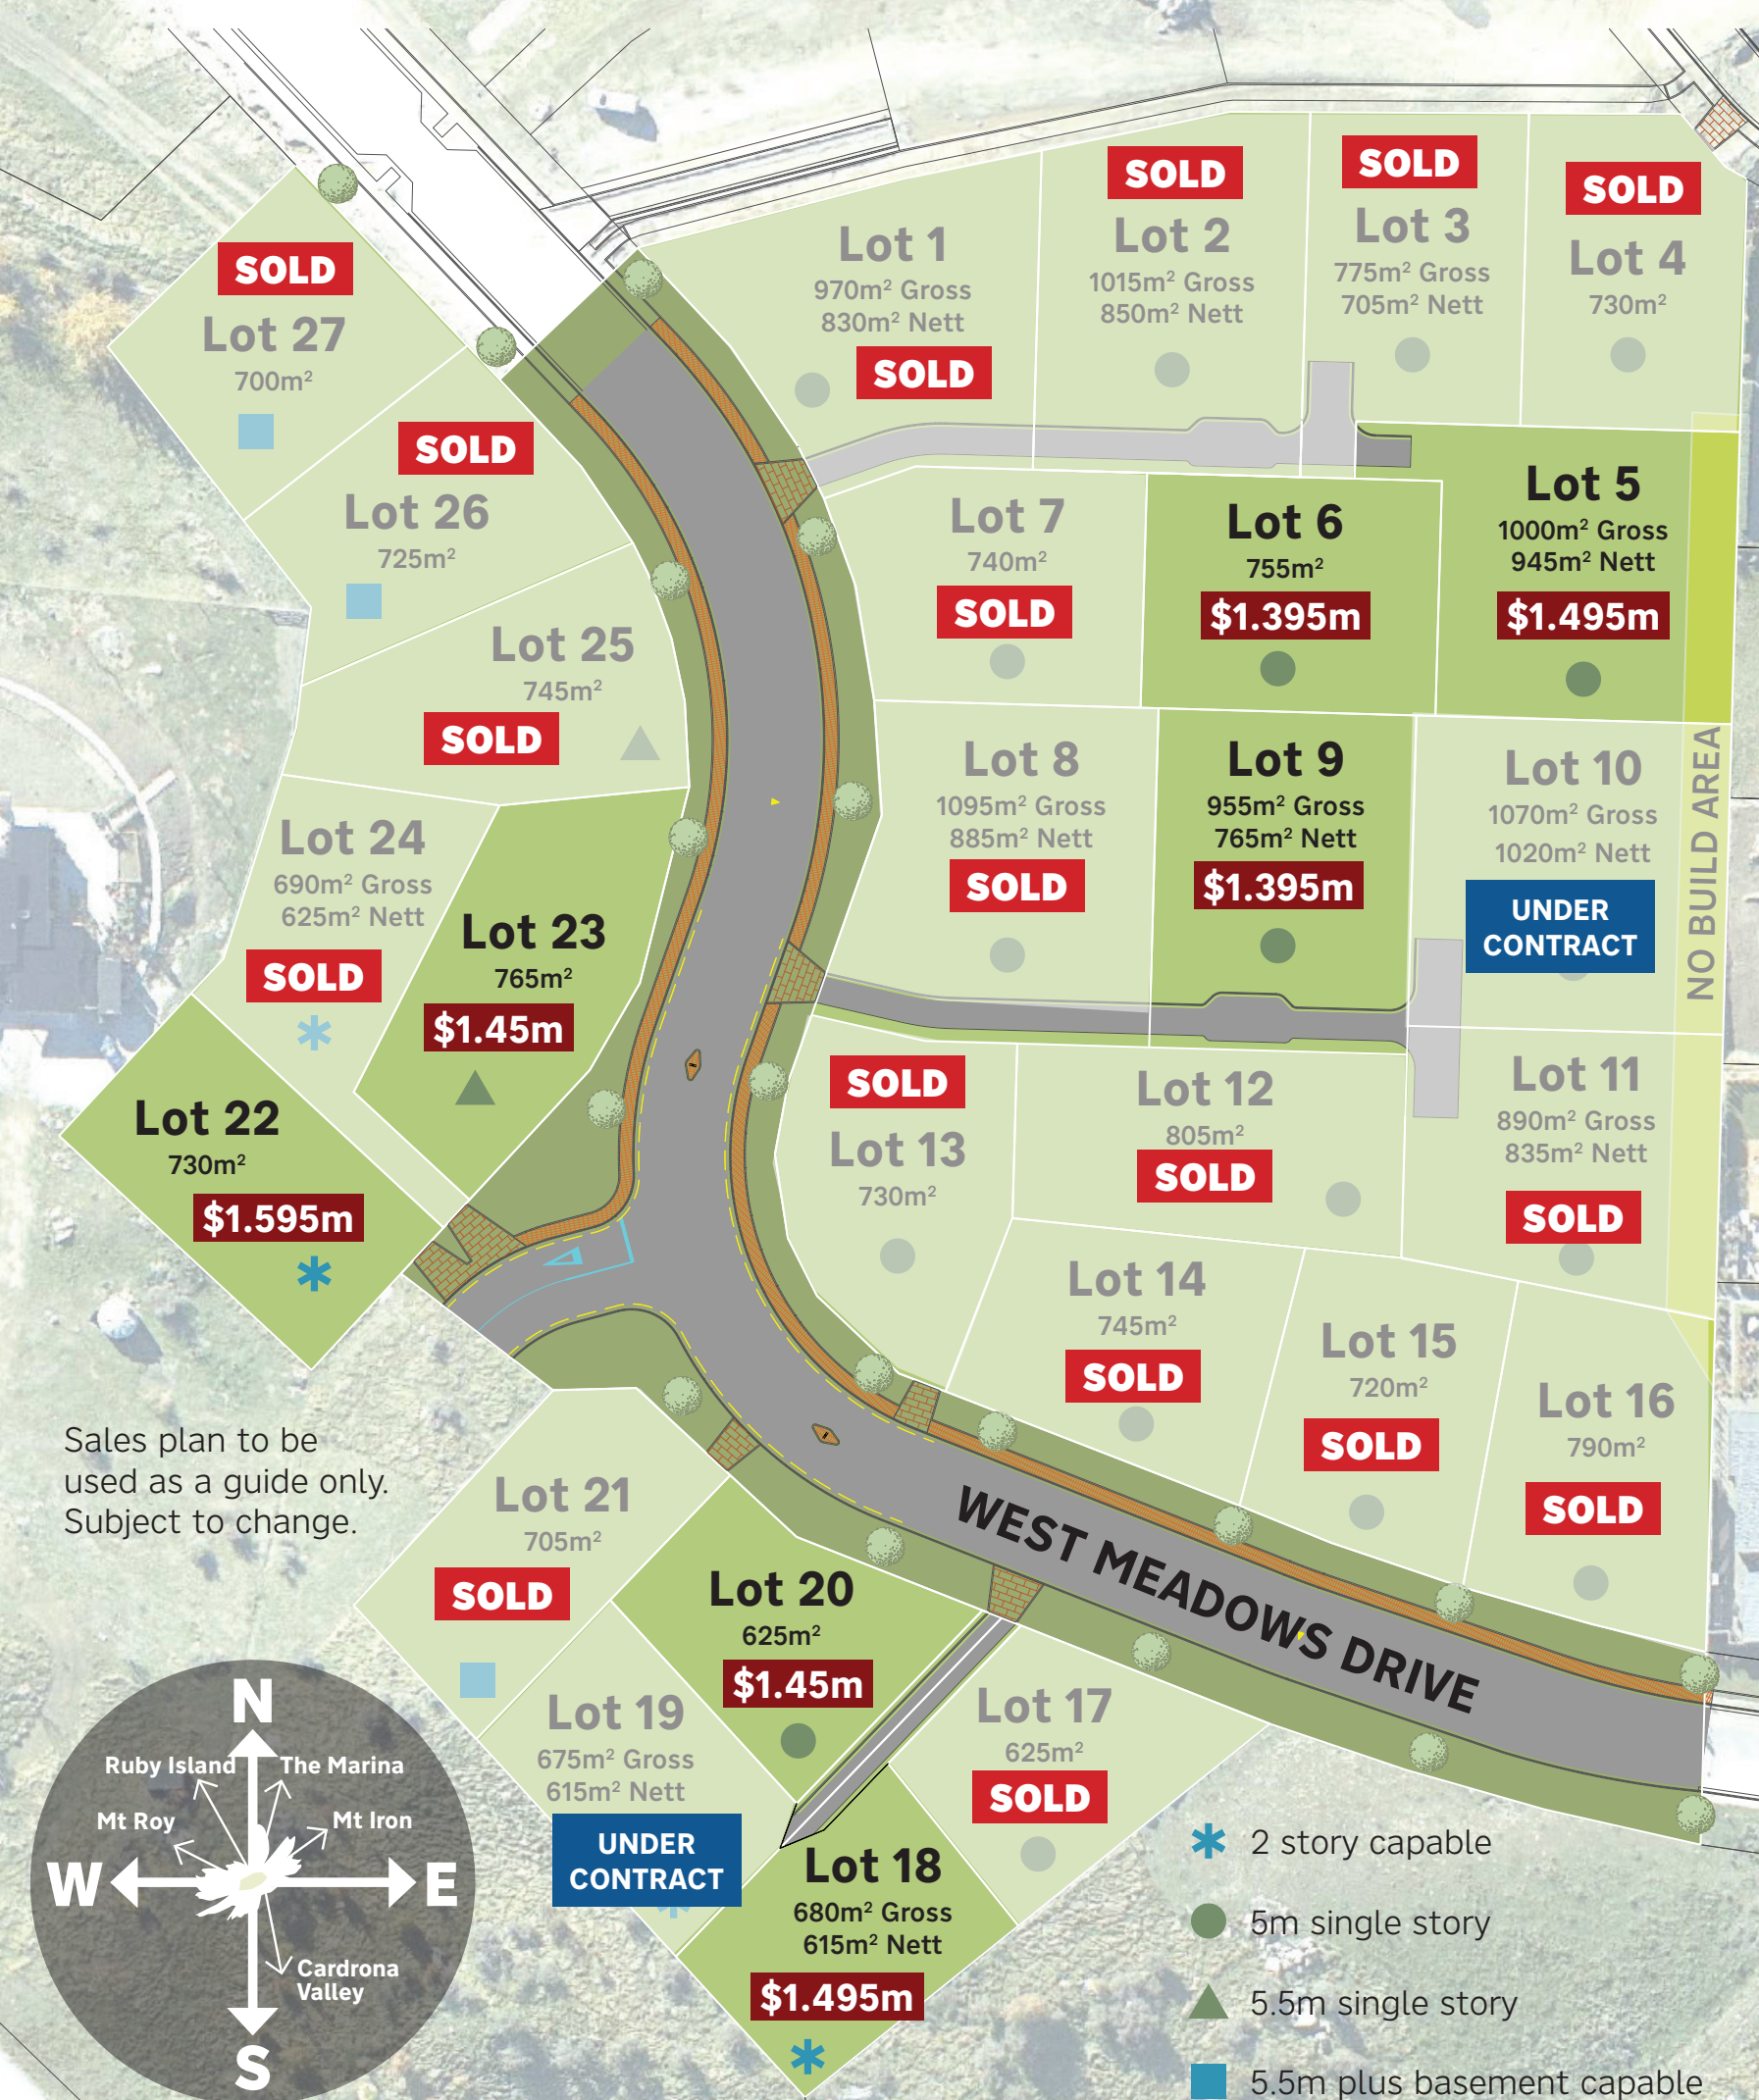 SOLD
Lot 27
700m²
SOLD
Lot 26
725m²
Lot 25
745m²
SOLD
Lot 24
690m² Gross
625m² Nett
SOLD
Lot 23
765m²
$1.45m
Lot 22
730m²
$1.595m
Lot 1
970m² Gross
830m² Nett
SOLD
SOLD
Lot 2
1015m² Gross
850m² Nett
SOLD
Lot 3
775m² Gross
705m² Nett
SOLD
Lot 4
730m²
Lot 7
740m²
SOLD
Lot 6
755m²
$1.395m
Lot 5
1000m² Gross
945m² Nett
$1.495m
Lot 8
1095m² Gross
885m² Nett
SOLD
Lot 9
955m² Gross
765m² Nett
$1.395m
Lot 10
1070m² Gross
1020m² Nett
UNDER
CONTRACT
NO BUILD AREA
SOLD
Lot 13
730m²
Lot 12
805m²
SOLD
Lot 11
890m² Gross
835m² Nett
SOLD
Lot 14
745m²
SOLD
Lot 15
720m²
SOLD
Lot 16
790m²
SOLD
WEST MEADOWS DRIVE
Sales plan to be
used as a guide only.
Subject to change.
Lot 21
705m²
SOLD
Lot 20
625m²
$1.45m
Lot 19
675m² Gross
615m² Nett
UNDER
CONTRACT
Lot 17
625m²
SOLD
Lot 18
680m² Gross
615m² Nett
$1.495m
N
Ruby Island
The Marina
Mt Roy
Mt Iron
W
E
Cardrona
Valley
S
2 story capable
5m single story
5.5m single story
5.5m plus basement capable